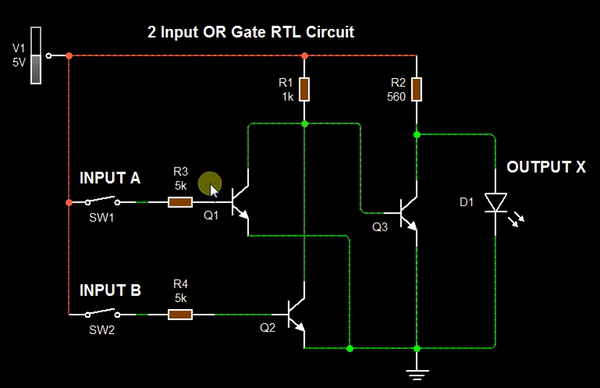 2 Input OR Gate RTL Circuit
V1
5V
R1
1k
R2
560
INPUT A
R3
5k
SW1
Q1
OUTPUT X
D1
Q3
INPUT B
R4
5k
SW2
Q2